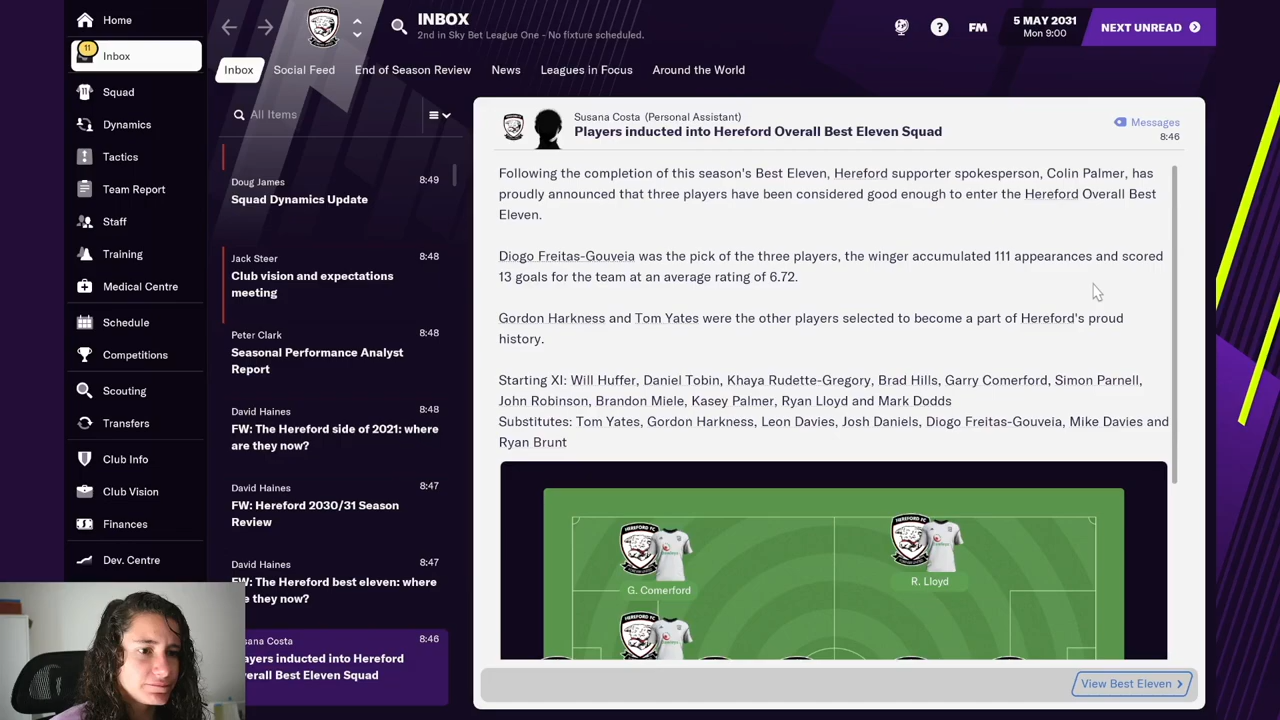 Home
INBOX
2nd in Sky Bet League One - No fixture scheduled.
FM
5 MAY 2031
Mon 9:00
NEXT UNREAD
11
Inbox
Squad
Dynamics
Tactics
Team Report
Staff
Training
Medical Centre
Schedule
Competitions
Scouting
Transfers
Club Info
Club Vision
Finances
Dev. Centre
Inbox
Social Feed
End of Season Review
News
Leagues in Focus
Around the World
All Items
Doug James
8:49
Squad Dynamics Update
Jack Steer
8:48
Club vision and expectations
meeting
Peter Clark
8:48
Seasonal Performance Analyst
Report
David Haines
8:48
FW: The Hereford side of 2021: where
are they now?
David Haines
8:47
FW: Hereford 2030/31 Season
Review
David Haines
8:47
FW: The Hereford best eleven: where
re they now?
sana Costa
8:46
layers inducted into Hereford
verall Best Eleven Squad
Susana Costa (Personal Assistant)
Players inducted into Hereford Overall Best Eleven Squad
Messages
8:46
Following the completion of this season's Best Eleven, Hereford supporter spokesperson, Colin Palmer, has
proudly announced that three players have been considered good enough to enter the Hereford Overall Best
Eleven.
Diogo Freitas-Gouveia was the pick of the three players, the winger accumulated 111 appearances and scored
13 goals for the team at an average rating of 6.72.
Gordon Harkness and Tom Yates were the other players selected to become a part of Hereford's proud
history.
Starting XI: Will Huffer, Daniel Tobin, Khaya Rudette-Gregory, Brad Hills, Garry Comerford, Simon Parnell,
John Robinson, Brandon Miele, Kasey Palmer, Ryan Lloyd and Mark Dodds
Substitutes: Tom Yates, Gordon Harkness, Leon Davies, Josh Daniels, Diogo Freitas-Gouveia, Mike Davies and
Ryan Brunt
G. Comerford
R. Lloyd
View Best Eleven